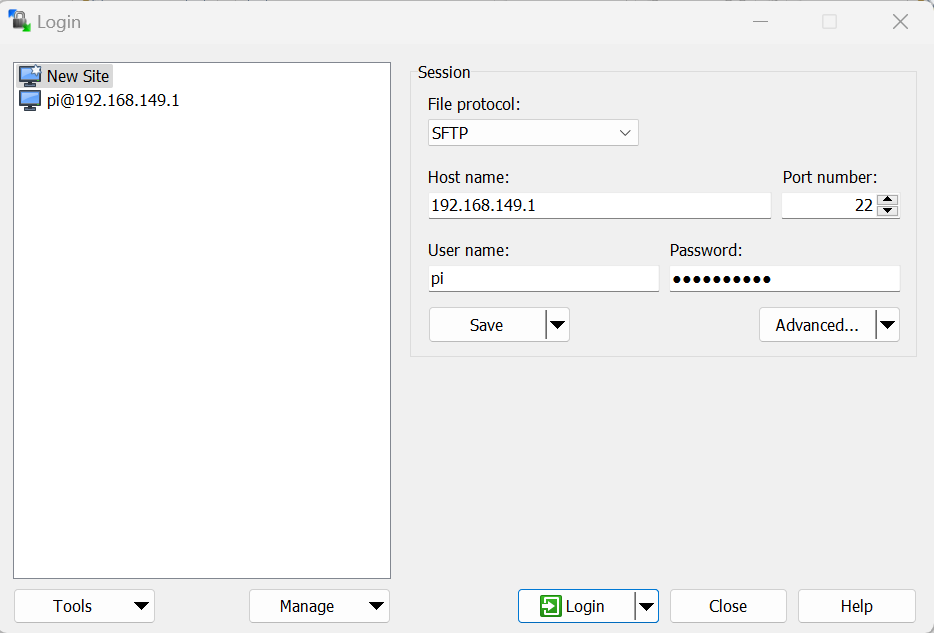 Login
New Site
pi@192.168.149.1
Session
File protocol:
SFTP
Host name:
Port number:
192.168.149.1
22
User name:
Password:
pi
●●●●●●●●●●
Save
Advanced...
Tools
Manage
Login
Close
Help